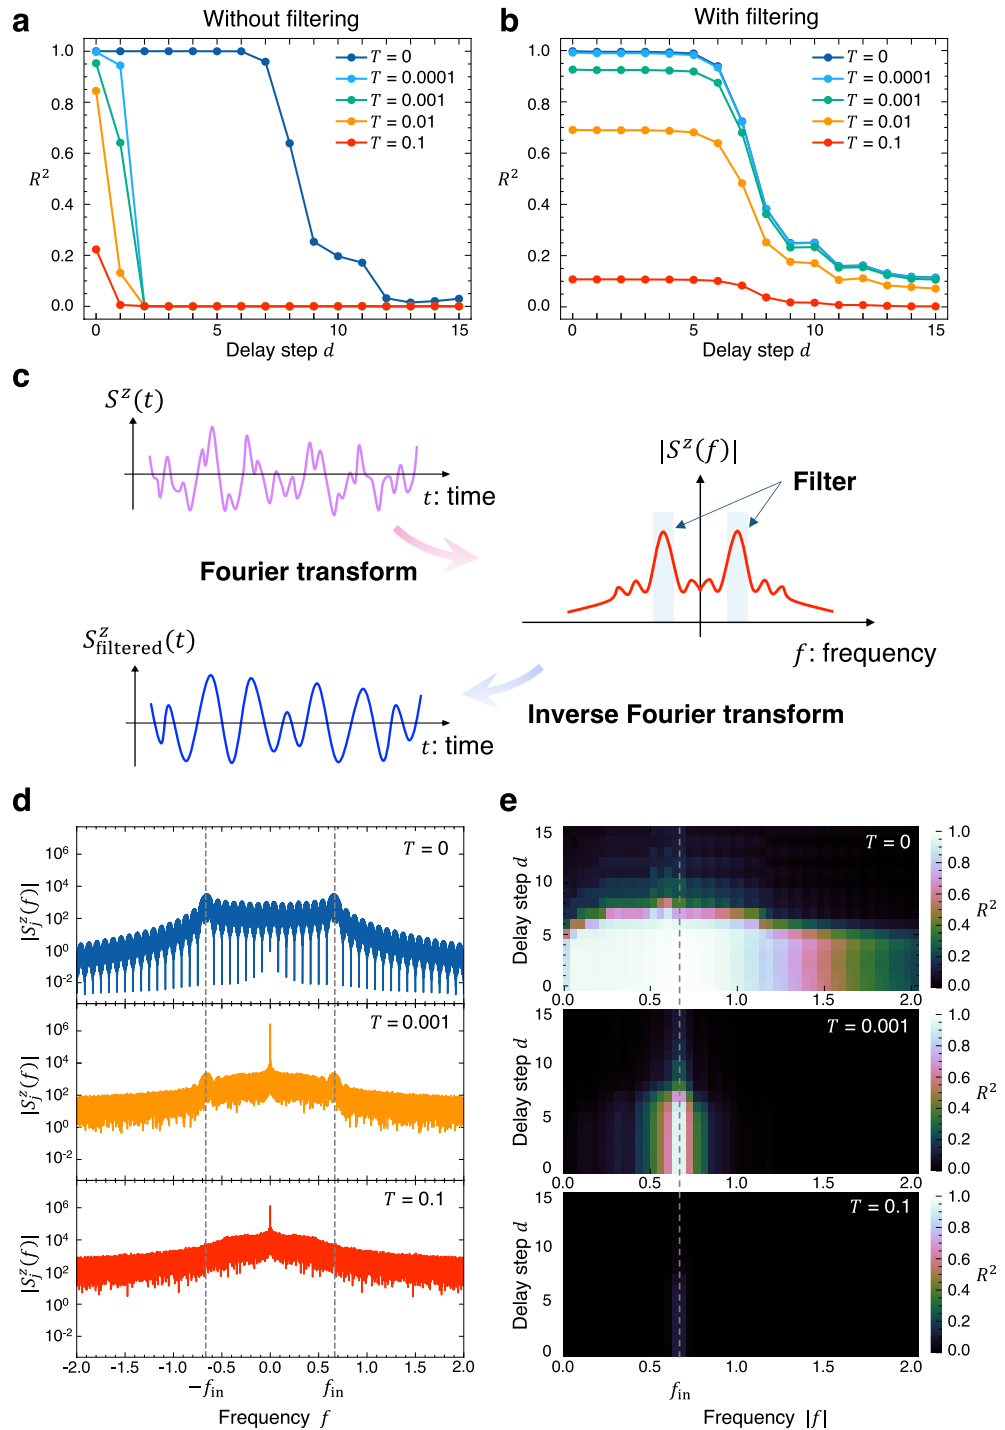 a
Without filtering
1.0
0.8
0.6
0.4
0.2
0.0
R²
T = 0
T = 0.0001
T = 0.001
T = 0.01
T = 0.1
0 5 10 15
Delay step d
b
With filtering
1.0
0.8
0.6
0.4
0.2
0.0
R²
T = 0
T = 0.0001
T = 0.001
T = 0.01
T = 0.1
0 5 10 15
Delay step d
c
S^z(t)
t: time
Fourier transform
|S^z(f)|
Filter
f: frequency
Inverse Fourier transform
S^z_filtered(t)
t: time
d
|S_j^z(f)|
10⁶
10⁴
10²
10⁰
10⁻²
T = 0
|S_j^z(f)|
10⁶
10⁴
10²
10⁰
10⁻²
T = 0.001
|S_j^z(f)|
10⁶
10⁴
10²
10⁰
10⁻²
T = 0.1
-2.0 -1.5 -1.0 -0.5 0.0 0.5 1.0 1.5 2.0
−f_in f_in
Frequency f
e
Delay step d
15
10
5
0
T = 0
0.0 0.5 1.0 1.5 2.0
1.0
0.8
0.6
0.4
0.2
0.0
R²
Delay step d
15
10
5
0
T = 0.001
0.0 0.5 1.0 1.5 2.0
1.0
0.8
0.6
0.4
0.2
0.0
R²
Delay step d
15
10
5
0
T = 0.1
0.0 0.5 1.0 1.5 2.0
1.0
0.8
0.6
0.4
0.2
0.0
R²
f_in
Frequency |f|